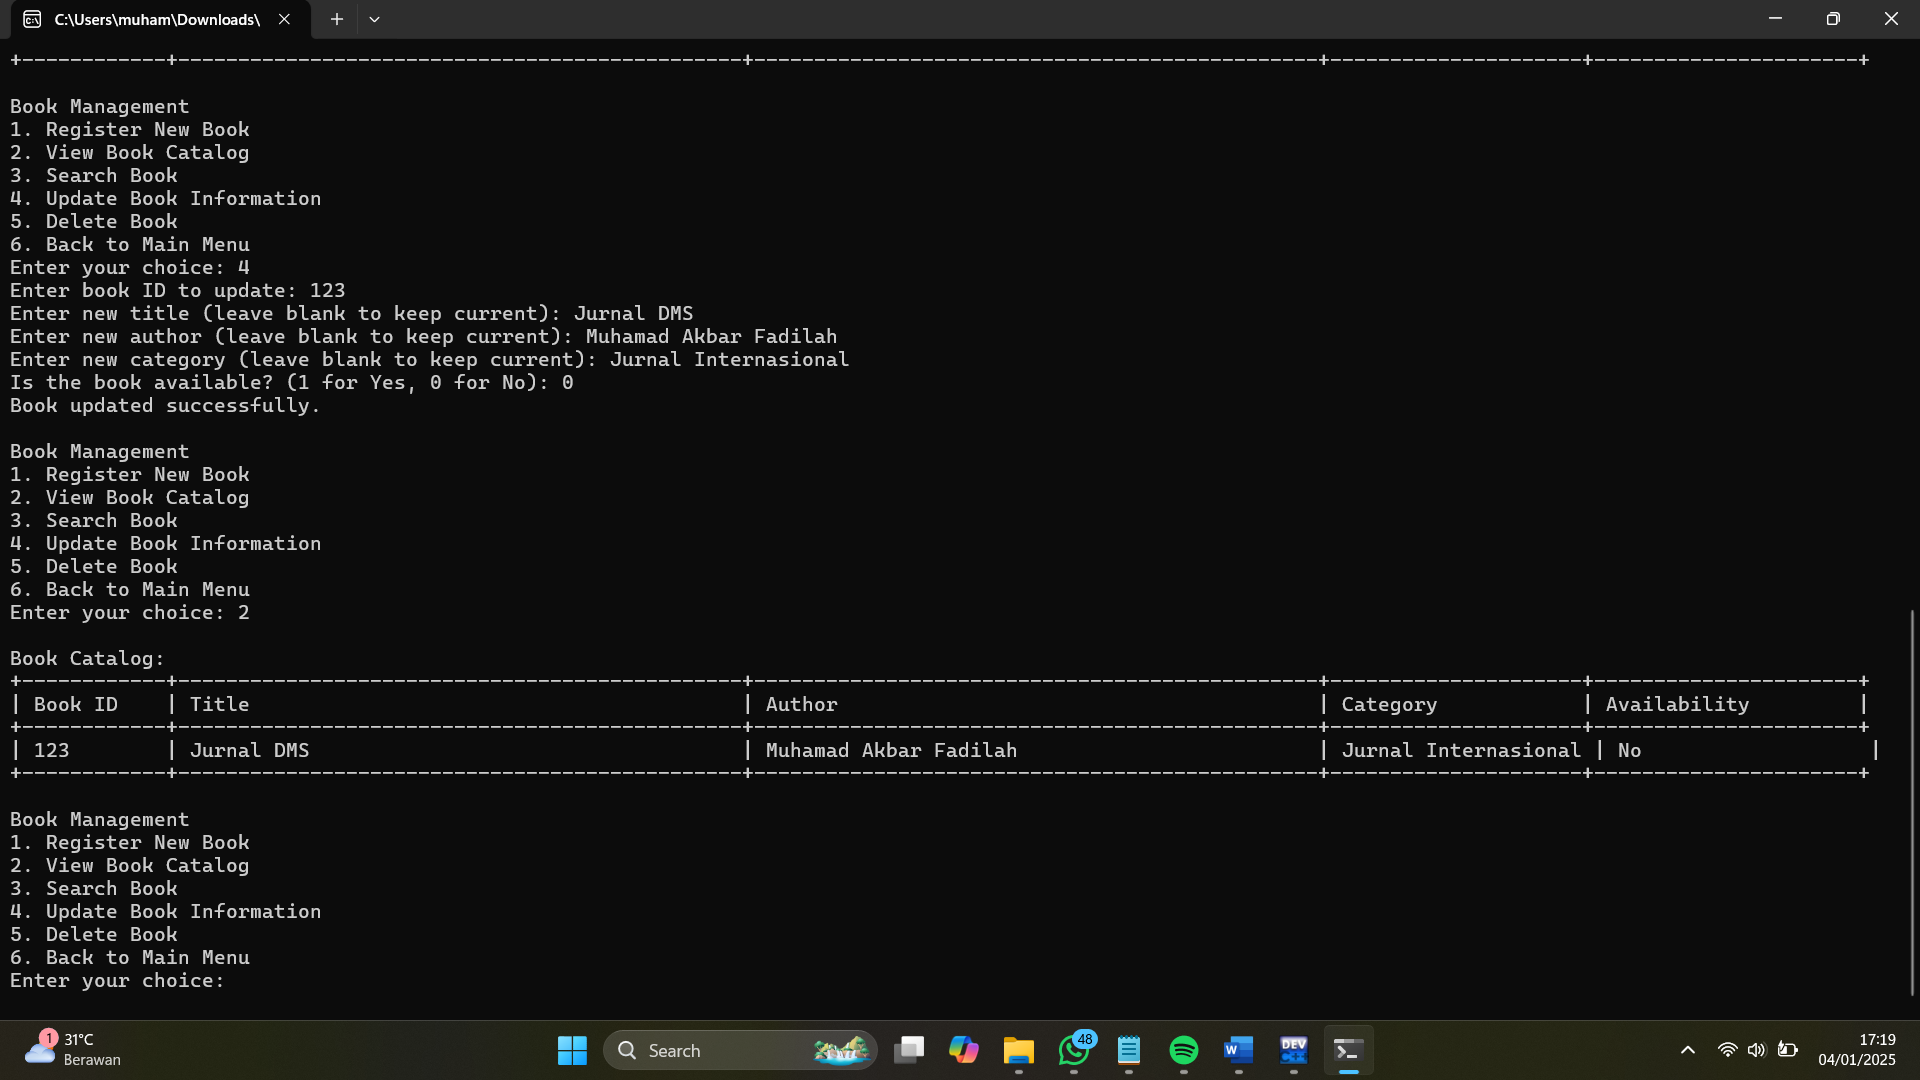 C:\Users\muham\Downloads\
+------------+-----------------------------------------------+-----------------------------------------------+---------------------+----------------------+
Book Management
1. Register New Book
2. View Book Catalog
3. Search Book
4. Update Book Information
5. Delete Book
6. Back to Main Menu
Enter your choice: 4
Enter book ID to update: 123
Enter new title (leave blank to keep current): Jurnal DMS
Enter new author (leave blank to keep current): Muhamad Akbar Fadilah
Enter new category (leave blank to keep current): Jurnal Internasional
Is the book available? (1 for Yes, 0 for No): 0
Book updated successfully.
Book Management
1. Register New Book
2. View Book Catalog
3. Search Book
4. Update Book Information
5. Delete Book
6. Back to Main Menu
Enter your choice: 2
Book Catalog:
+------------+-----------------------------------------------+-----------------------------------------------+---------------------+----------------------+
| Book ID    | Title                                         | Author                                        | Category            | Availability         |
+------------+-----------------------------------------------+-----------------------------------------------+---------------------+----------------------+
| 123        | Jurnal DMS                                    | Muhamad Akbar Fadilah                         | Jurnal Internasional | No                   |
+------------+-----------------------------------------------+-----------------------------------------------+---------------------+----------------------+
Book Management
1. Register New Book
2. View Book Catalog
3. Search Book
4. Update Book Information
5. Delete Book
6. Back to Main Menu
Enter your choice:
1
31°C
Berawan
Search
48
W
DEV
17:19
04/01/2025